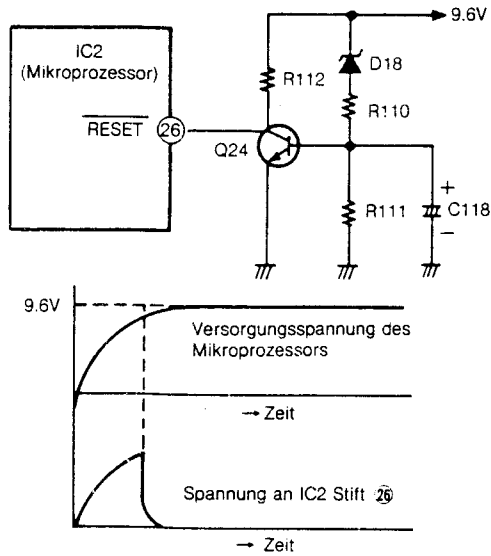 9.6V
IC2
(Mikroprozessor)
R112
D18
R110
RESET
26
Q24
R111
+
C118
−
9.6V
Versorgungsspannung des
Mikroprozessors
→ Zeit
Spannung an IC2 Stift ㉖
→ Zeit